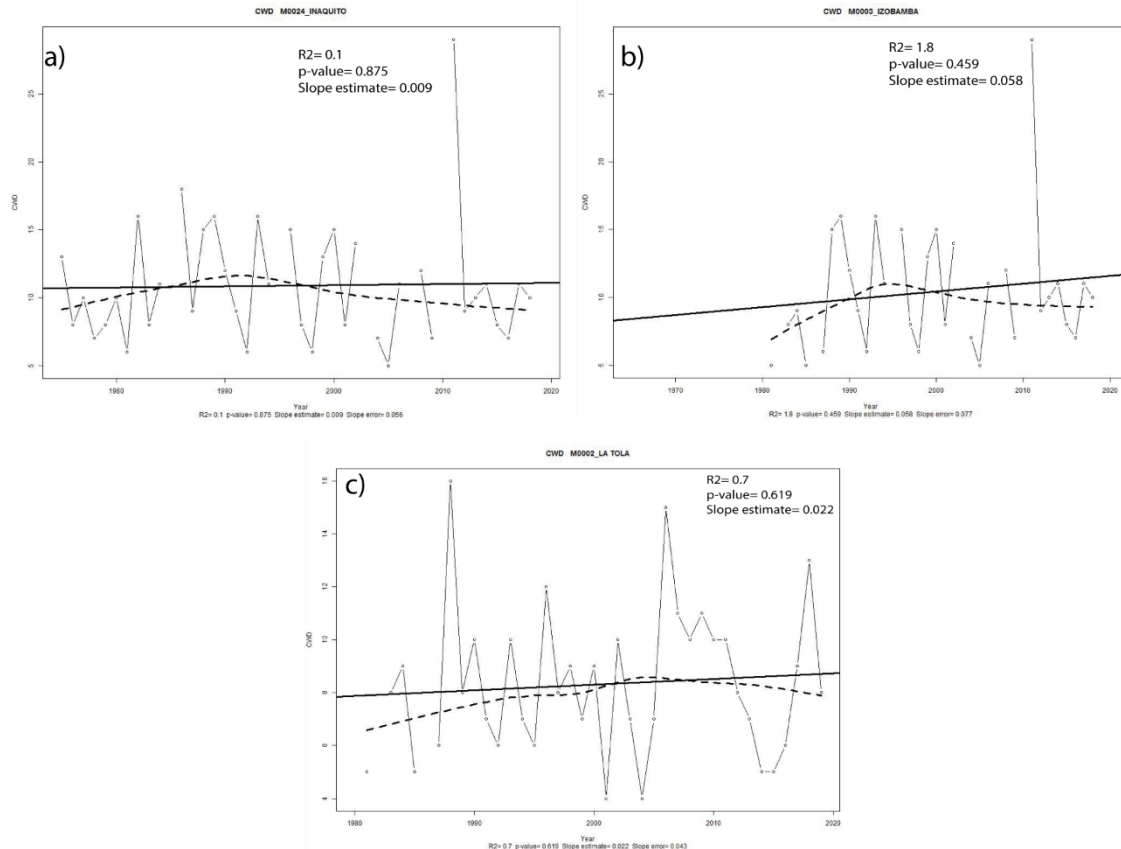 CWD M0024_INAQUITO
a)
R2= 0.1
p-value= 0.875
Slope estimate= 0.009
CWD
25
20
15
10
5
1980
1990
2000
2010
2020
Year
R2= 0.1 p-value= 0.875 Slope estimate= 0.009 Slope error= 0.056
CWD M0003_IZOBAMBA
b)
R2= 1.8
p-value= 0.459
Slope estimate= 0.058
CWD
25
20
15
10
5
1970
1980
1990
2000
2010
2020
Year
R2= 1.8 p-value= 0.459 Slope estimate= 0.058 Slope error= 0.077
CWD M0002_LA TOLA
c)
R2= 0.7
p-value= 0.619
Slope estimate= 0.022
CWD
16
14
12
10
8
6
4
1980
1990
2000
2010
2020
Year
R2= 0.7 p-value= 0.619 Slope estimate= 0.022 Slope error= 0.043